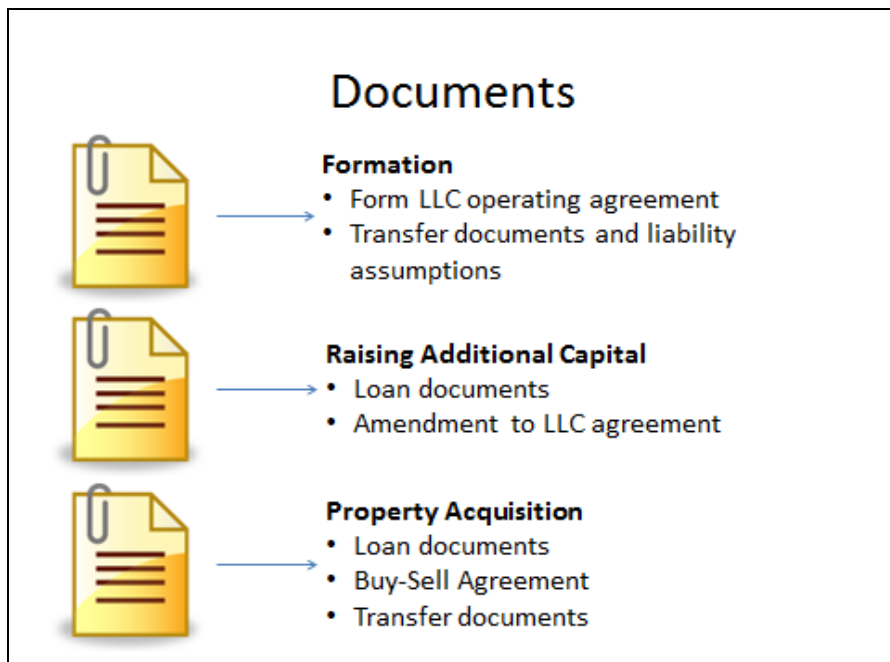 Documents
Formation
• Form LLC operating agreement
• Transfer documents and liability
assumptions
Raising Additional Capital
• Loan documents
• Amendment to LLC agreement
Property Acquisition
• Loan documents
• Buy-Sell Agreement
• Transfer documents